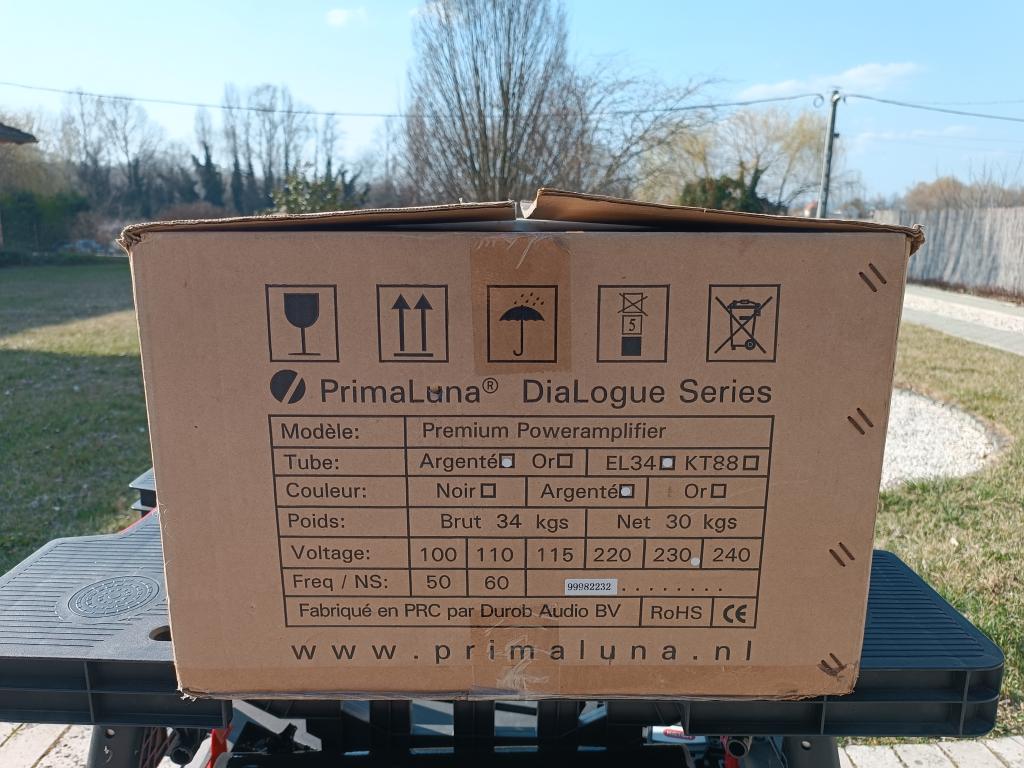 5
PrimaLuna® DiaLogue Series
Modèle: Premium Poweramplifier
Tube: Argenté Or EL34 KT88
Couleur: Noir Argenté Or
Poids: Brut 34 kgs Net 30 kgs
Voltage: 100 110 115 220 230 240
Freq / NS: 50 60 99982232 ........
Fabriqué en PRC par Durob Audio BV RoHS CE
www.primaluna.nl